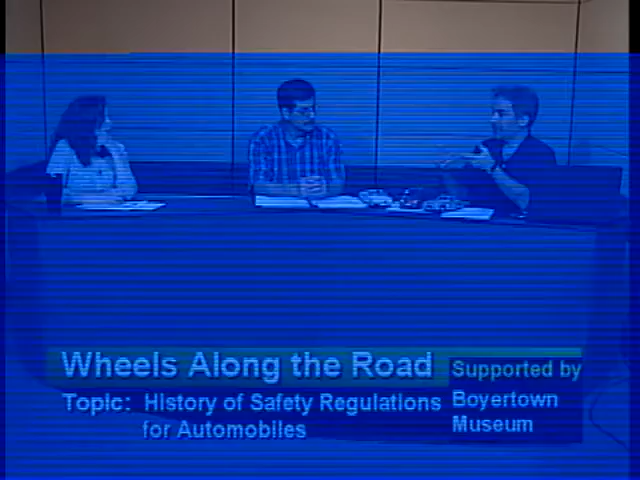 Wheels Along the Road
Topic: History of Safety Regulations
for Automobiles
Supported by
Boyertown
Museum